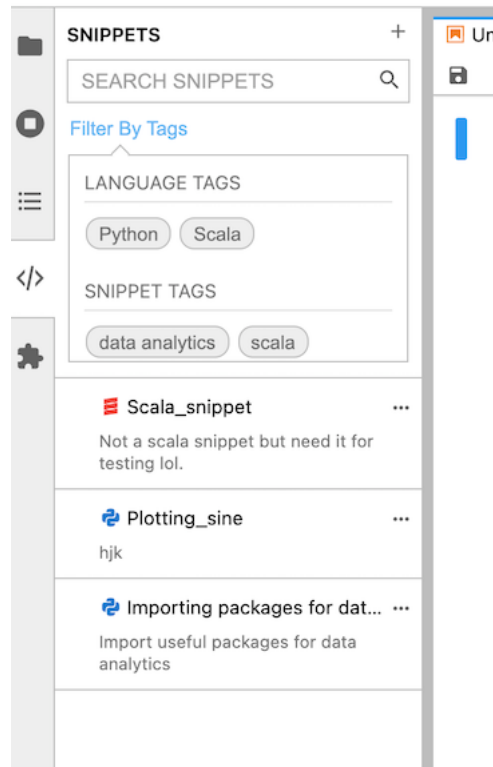 SNIPPETS
Un
SEARCH SNIPPETS
Filter By Tags
LANGUAGE TAGS
Python Scala
SNIPPET TAGS
data analytics scala
Scala_snippet
Not a scala snippet but need it for
testing lol.
Plotting_sine
hjk
Importing packages for dat...
Import useful packages for data
analytics